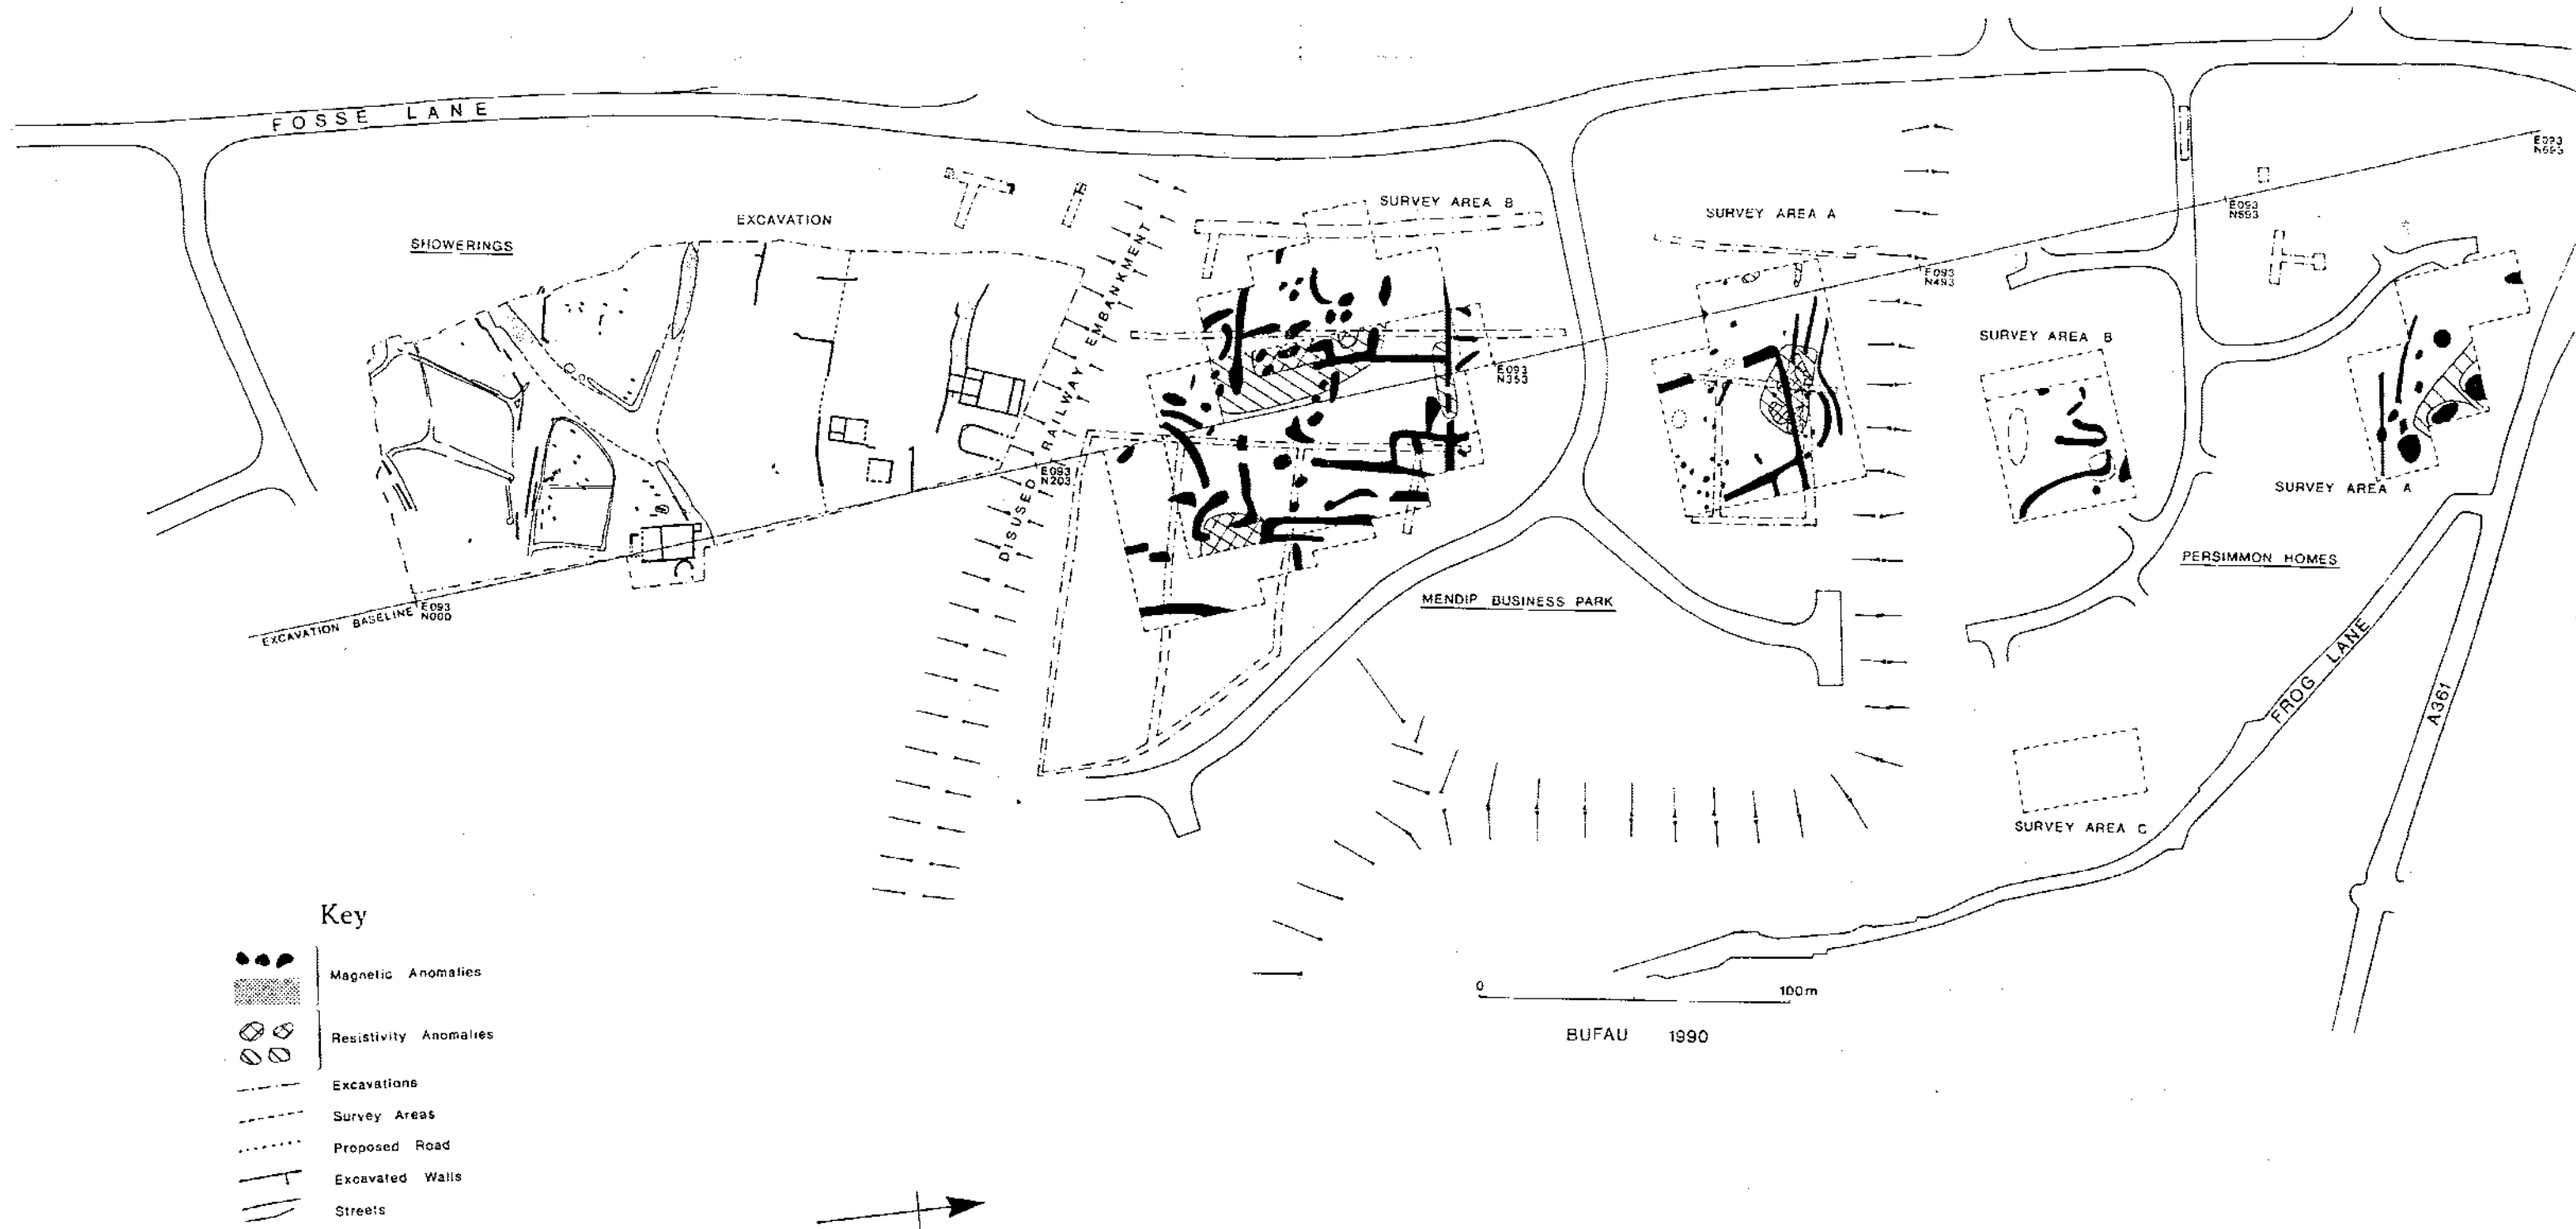 FOSSE LANE
E093
N693
E093
N593
SURVEY AREA B
SURVEY AREA A
EXCAVATION
SHOWERINGS
DISUSED RAILWAY EMBANKMENT
E093
N493
SURVEY AREA B
E093
N353
E093
N203
SURVEY AREA A
PERSIMMON HOMES
MENDIP BUSINESS PARK
EXCAVATION BASELINE
E093
N000
FROG LANE
A361
SURVEY AREA C
Key
Magnetic Anomalies
Resistivity Anomalies
Excavations
Survey Areas
Proposed Road
Excavated Walls
Streets
0 100m
BUFAU 1990